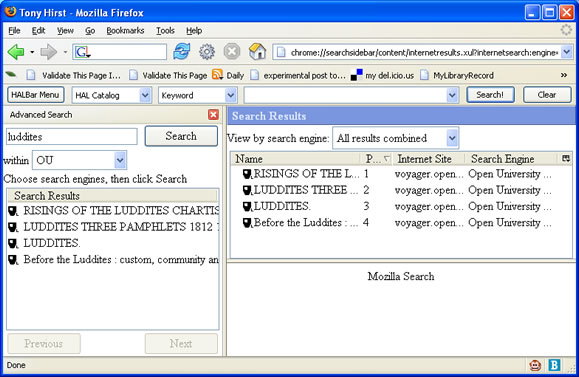 Tony Hirst - Mozilla Firefox
File Edit View Go Bookmarks Tools Help
G chrome://searchsidebar/content/internetresults.xul?internetsearch:engine=
Validate This Page I... Validate This Page Daily experimental post to... my del.icio.us MyLibraryRecord
HALBar Menu HAL Catalog Keyword Search! Clear
Advanced Search
luddites Search
within OU
Choose search engines, then click Search
Search Results
RISINGS OF THE LUDDITES CHARTIS
LUDDITES THREE PAMPHLETS 1812
LUDDITES.
Before the Luddites : custom, community an
Previous Next
Search Results
View by search engine: All results combined
Name P... Internet Site Search Engine
RISINGS OF THE L... 1 voyager.open... Open University ...
LUDDITES THREE ... 2 voyager.open... Open University ...
LUDDITES. 3 voyager.open... Open University ...
Before the Luddites : ... 4 voyager.open... Open University ...
Mozilla Search
Done B